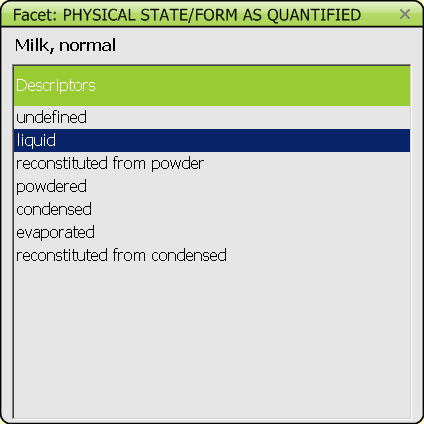 Facet: PHYSICAL STATE/FORM AS QUANTIFIED
Milk, normal
Descriptors
undefined
liquid
reconstituted from powder
powdered
condensed
evaporated
reconstituted from condensed